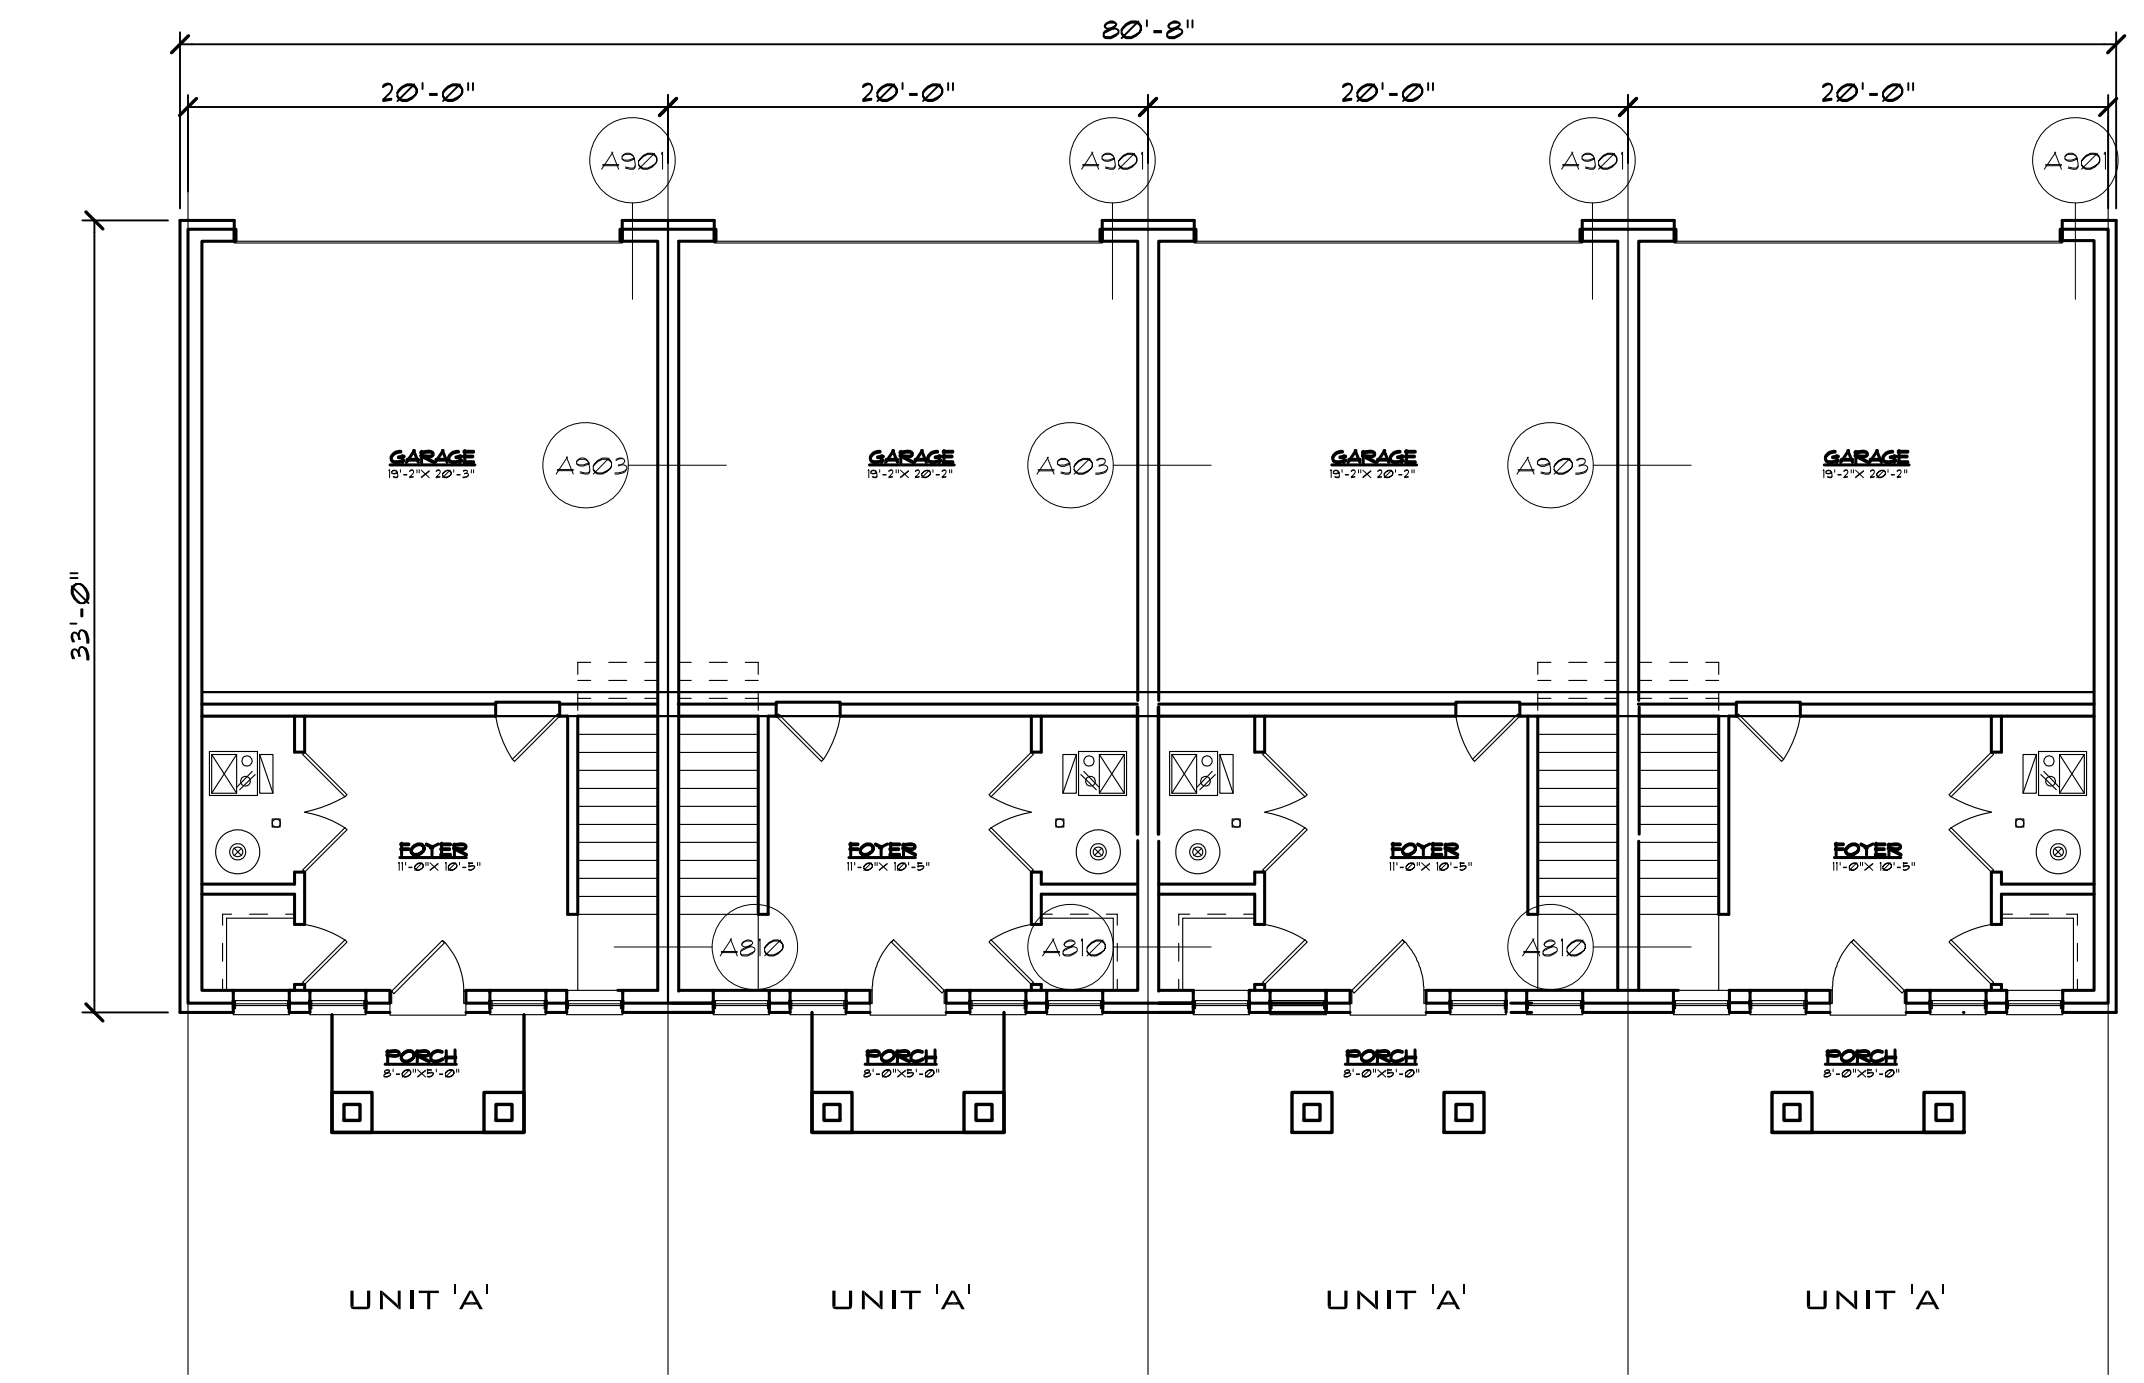 80'-8"
20'-0" 20'-0" 20'-0" 20'-0"
A901 A901 A901 A901
33'-0"
GARAGE GARAGE GARAGE GARAGE
19'-2"X 20'-3" 19'-2"X 20'-2" 19'-2"X 20'-2" 19'-2"X 20'-2"
A903 A903 A903
FOYER FOYER FOYER FOYER
11'-0"X 10'-5" 11'-0"X 10'-5" 11'-0"X 10'-5" 11'-0"X 10'-5"
A810 A810 A810
PORCH PORCH PORCH PORCH
8'-0"X5'-0" 8'-0"X5'-0" 8'-0"X5'-0" 8'-0"X5'-0"
UNIT 'A' UNIT 'A' UNIT 'A' UNIT 'A'